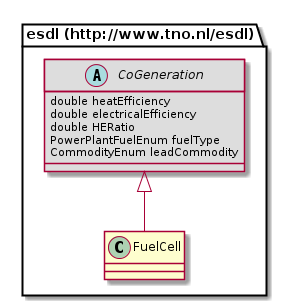 esdl (http://www.tno.nl/esdl)
A CoGeneration
double heatEfficiency
double electricalEfficiency
double HERatio
PowerPlantFuelEnum fuelType
CommodityEnum leadCommodity
C FuelCell